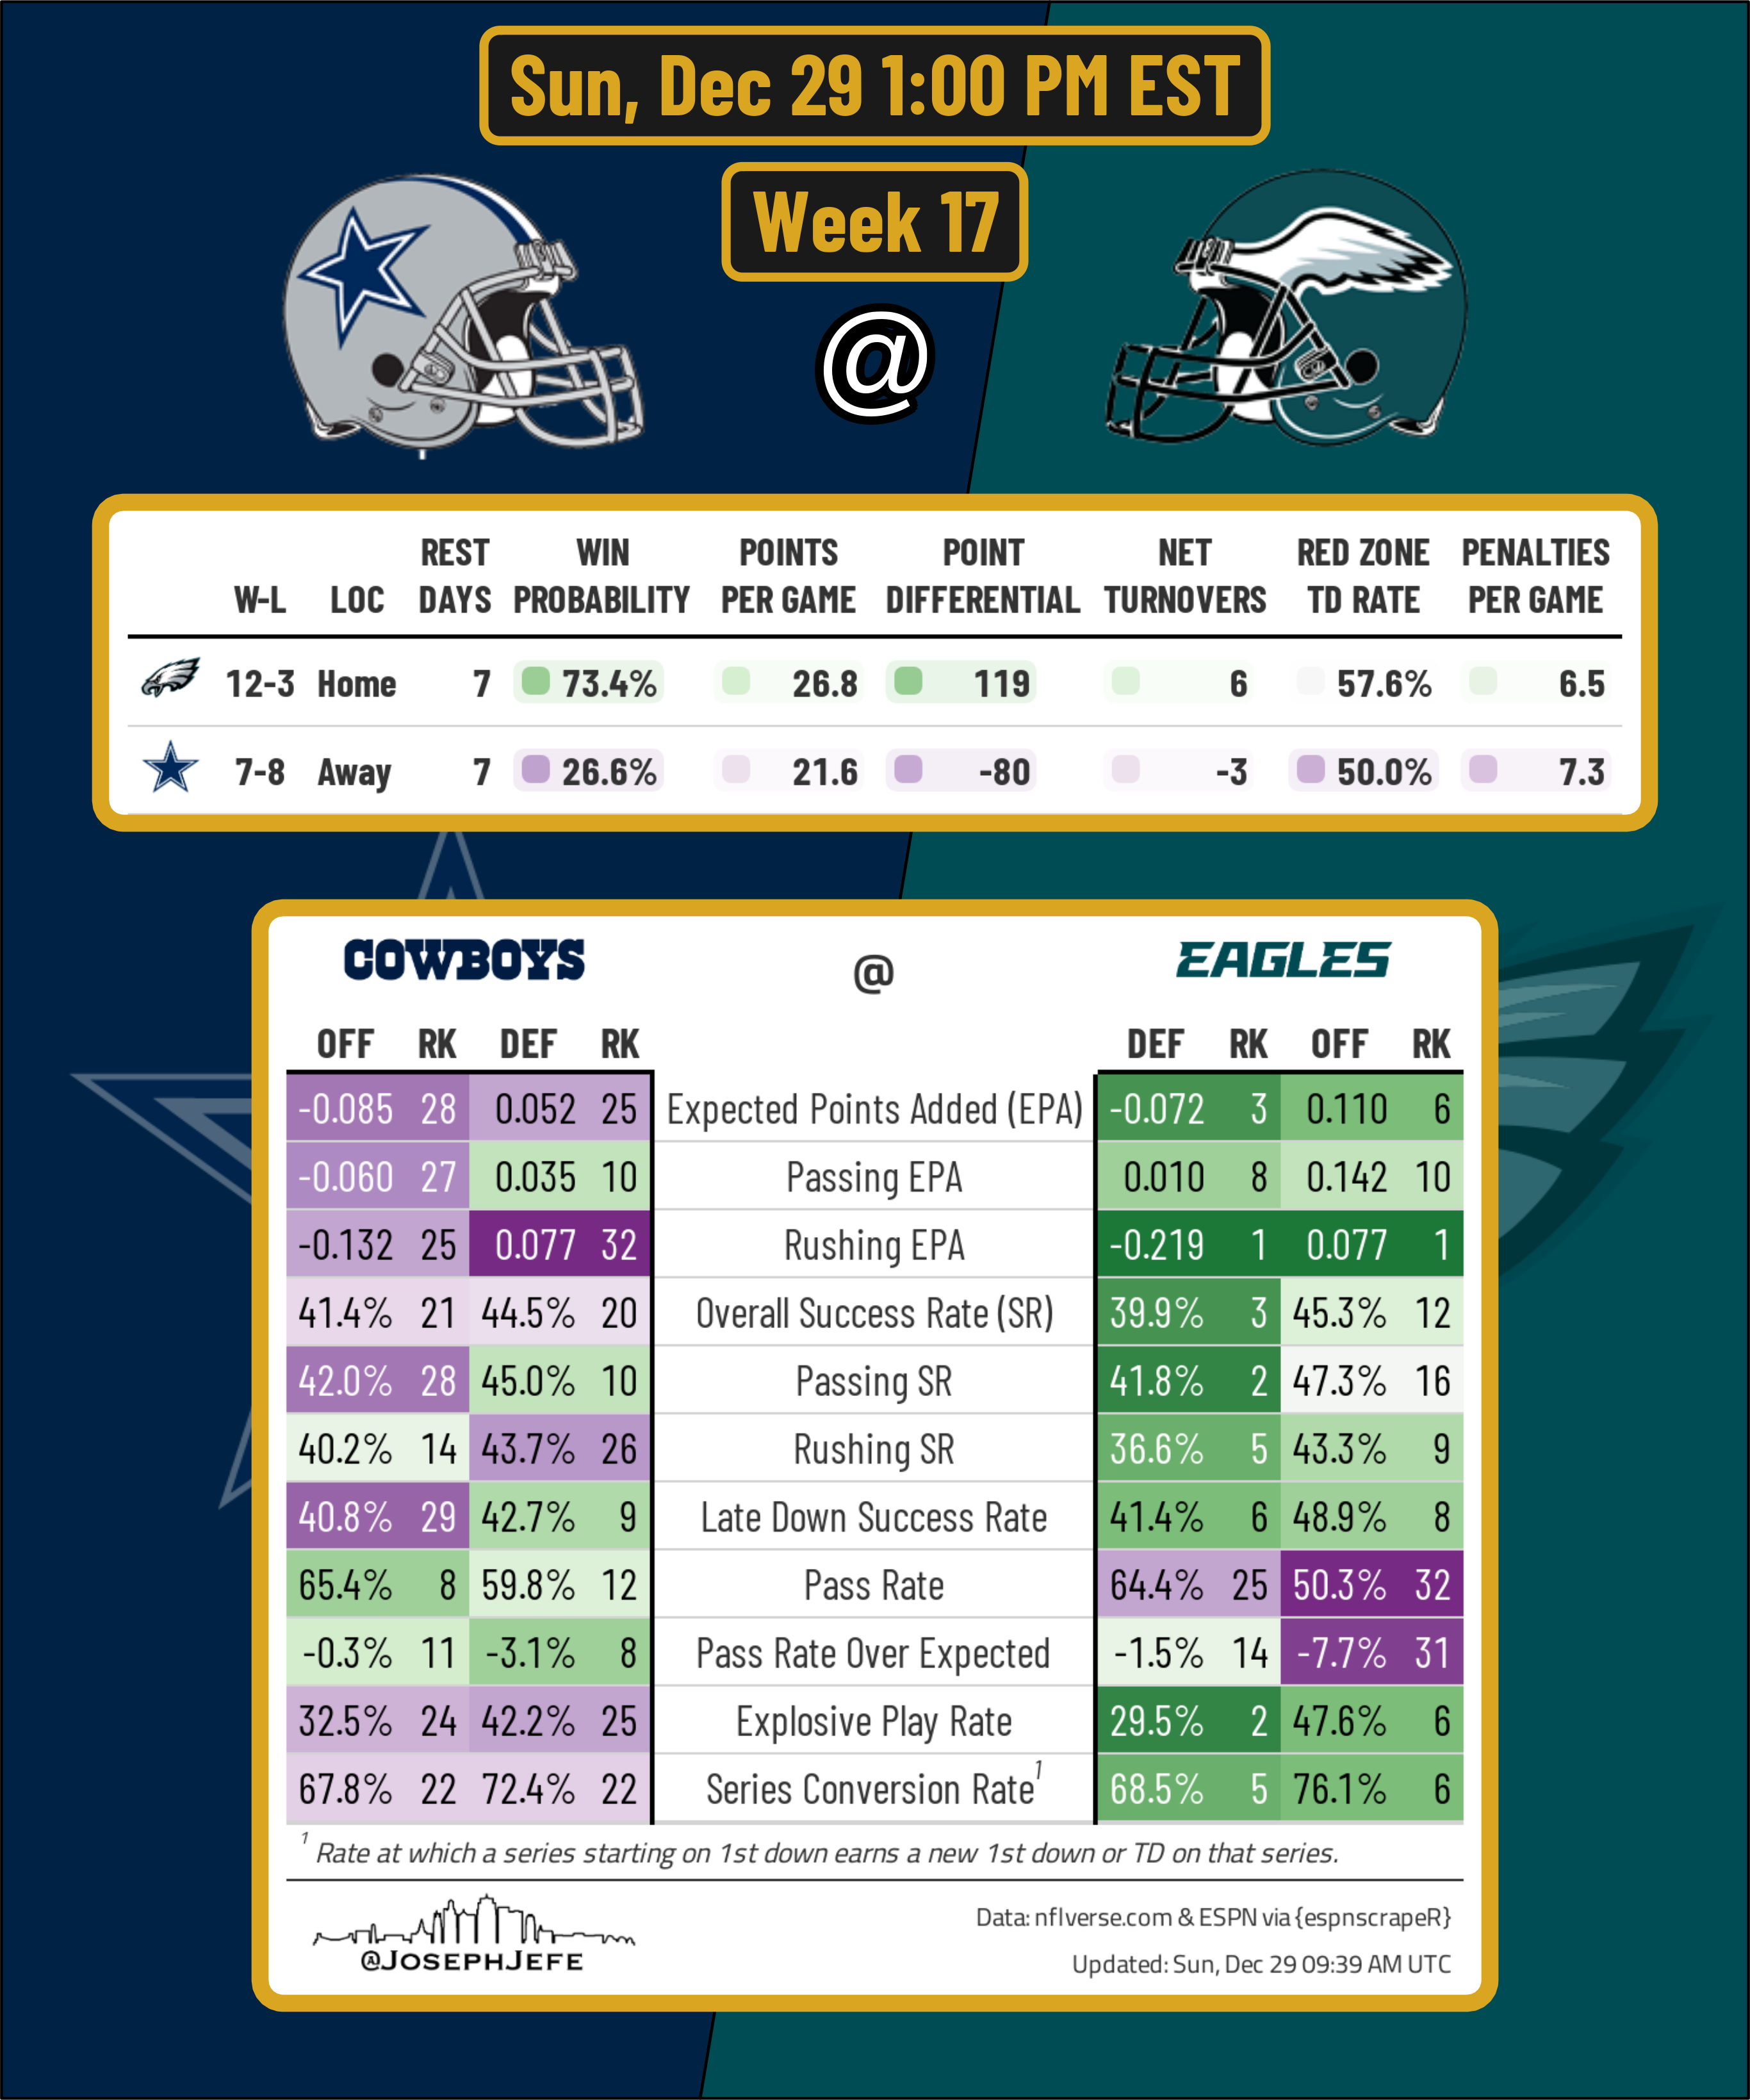 Sun, Dec 29 1:00 PM EST
Week 17
@
W-L LOC REST DAYS WIN PROBABILITY POINTS PER GAME POINT DIFFERENTIAL NET TURNOVERS RED ZONE TD RATE PENALTIES PER GAME
12-3 Home 7 73.4% 26.8 119 6 57.6% 6.5
7-8 Away 7 26.6% 21.6 -80 -3 50.0% 7.3
COWBOYS @ EAGLES
OFF RK DEF RK DEF RK OFF RK
-0.085 28 0.052 25 Expected Points Added (EPA) -0.072 3 0.110 6
-0.060 27 0.035 10 Passing EPA 0.010 8 0.142 10
-0.132 25 0.077 32 Rushing EPA -0.219 1 0.077 1
41.4% 21 44.5% 20 Overall Success Rate (SR) 39.9% 3 45.3% 12
42.0% 28 45.0% 10 Passing SR 41.8% 2 47.3% 16
40.2% 14 43.7% 26 Rushing SR 36.6% 5 43.3% 9
40.8% 29 42.7% 9 Late Down Success Rate 41.4% 6 48.9% 8
65.4% 8 59.8% 12 Pass Rate 64.4% 25 50.3% 32
-0.3% 11 -3.1% 8 Pass Rate Over Expected -1.5% 14 -7.7% 31
32.5% 24 42.2% 25 Explosive Play Rate 29.5% 2 47.6% 6
67.8% 22 72.4% 22 Series Conversion Rate¹ 68.5% 5 76.1% 6
¹ Rate at which a series starting on 1st down earns a new 1st down or TD on that series.
@JOSEPHJEFE
Data: nflverse.com & ESPN via {espnscrapeR}
Updated: Sun, Dec 29 09:39 AM UTC